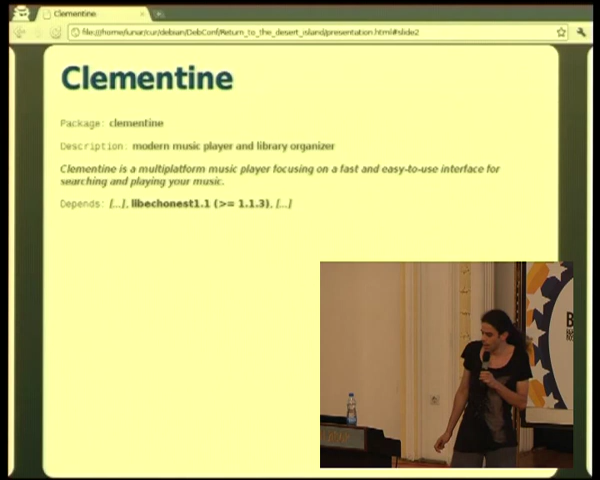 Clementine
file:///home/lunar/cur/debian/DebConf/Return_to_the_desert_island/presentation.html#slide2
Clementine
Package: clementine
Description: modern music player and library organizer
Clementine is a multiplatform music player focusing on a fast and easy-to-use interface for
searching and playing your music.
Depends: [...], libechonest1.1 (>= 1.1.3), [...]